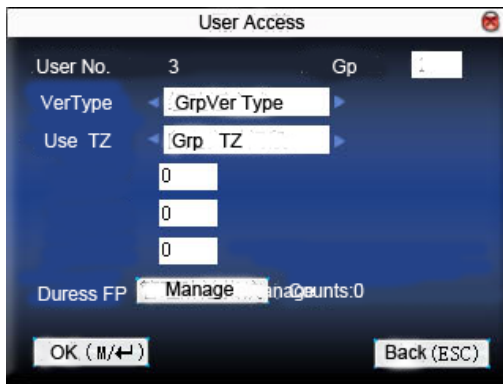 User Access
User No. 3 Gp 1
VerType GrpVer Type
Use TZ Grp TZ
0
0
0
Duress FP Manage Counts:0
OK (M/↵) Back (ESC)